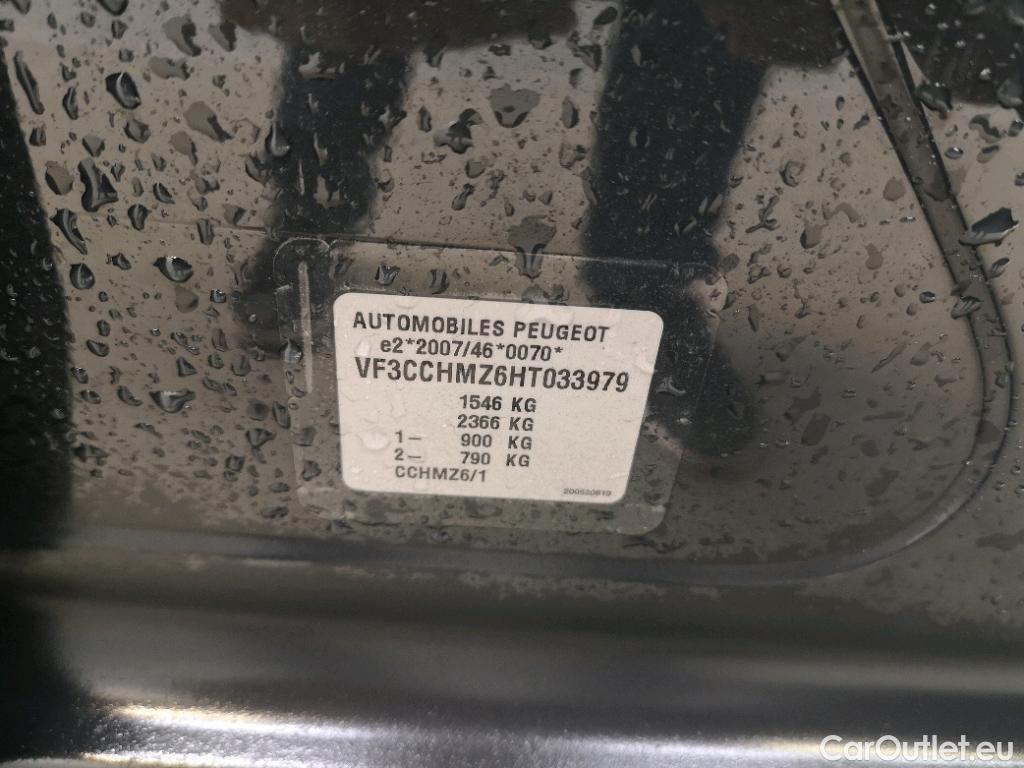 AUTOMOBILES PEUGEOT
e2*2007/46*0070*
VF3CCHMZ6HT033979
1546 KG
2366 KG
1– 900 KG
2– 790 KG
CCHMZ6/1
200520619
CarOutlet.eu